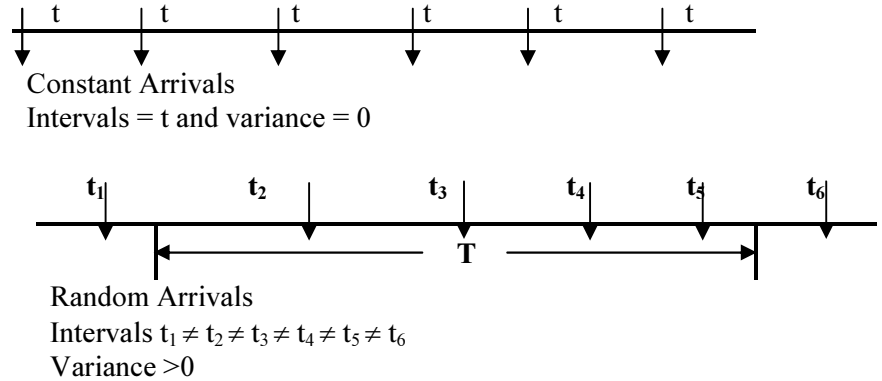 t t t t t t
Constant Arrivals
Intervals = t and variance = 0
t₁ t₂ t₃ t₄ t₅ t₆
T
Random Arrivals
Intervals t₁ ≠ t₂ ≠ t₃ ≠ t₄ ≠ t₅ ≠ t₆
Variance >0